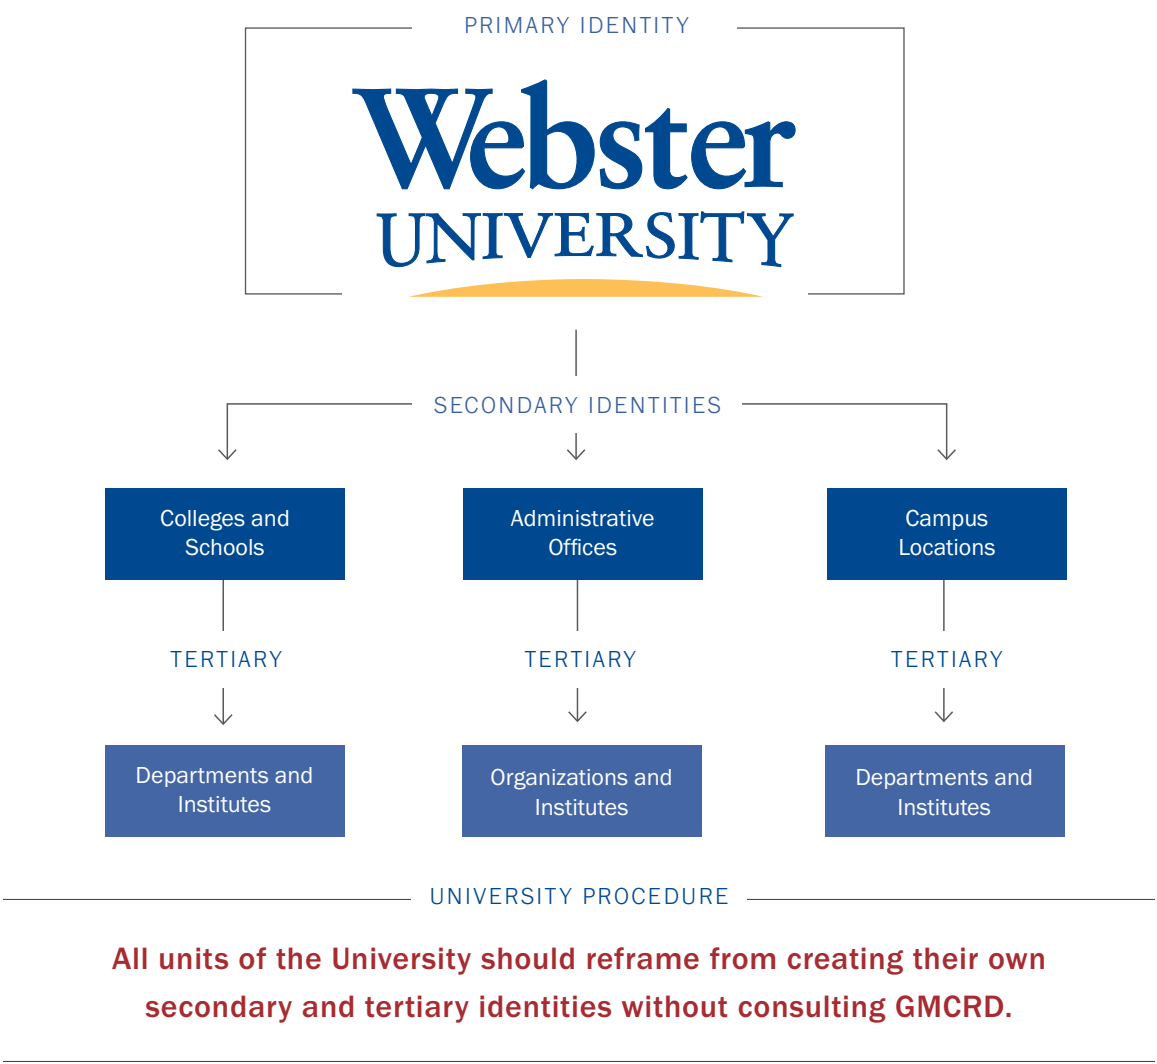 PRIMARY IDENTITY
Webster
UNIVERSITY
SECONDARY IDENTITIES
Colleges and
Schools
Administrative
Offices
Campus
Locations
TERTIARY
TERTIARY
TERTIARY
Departments and
Institutes
Organizations and
Institutes
Departments and
Institutes
UNIVERSITY PROCEDURE
All units of the University should reframe from creating their own
secondary and tertiary identities without consulting GMCRD.